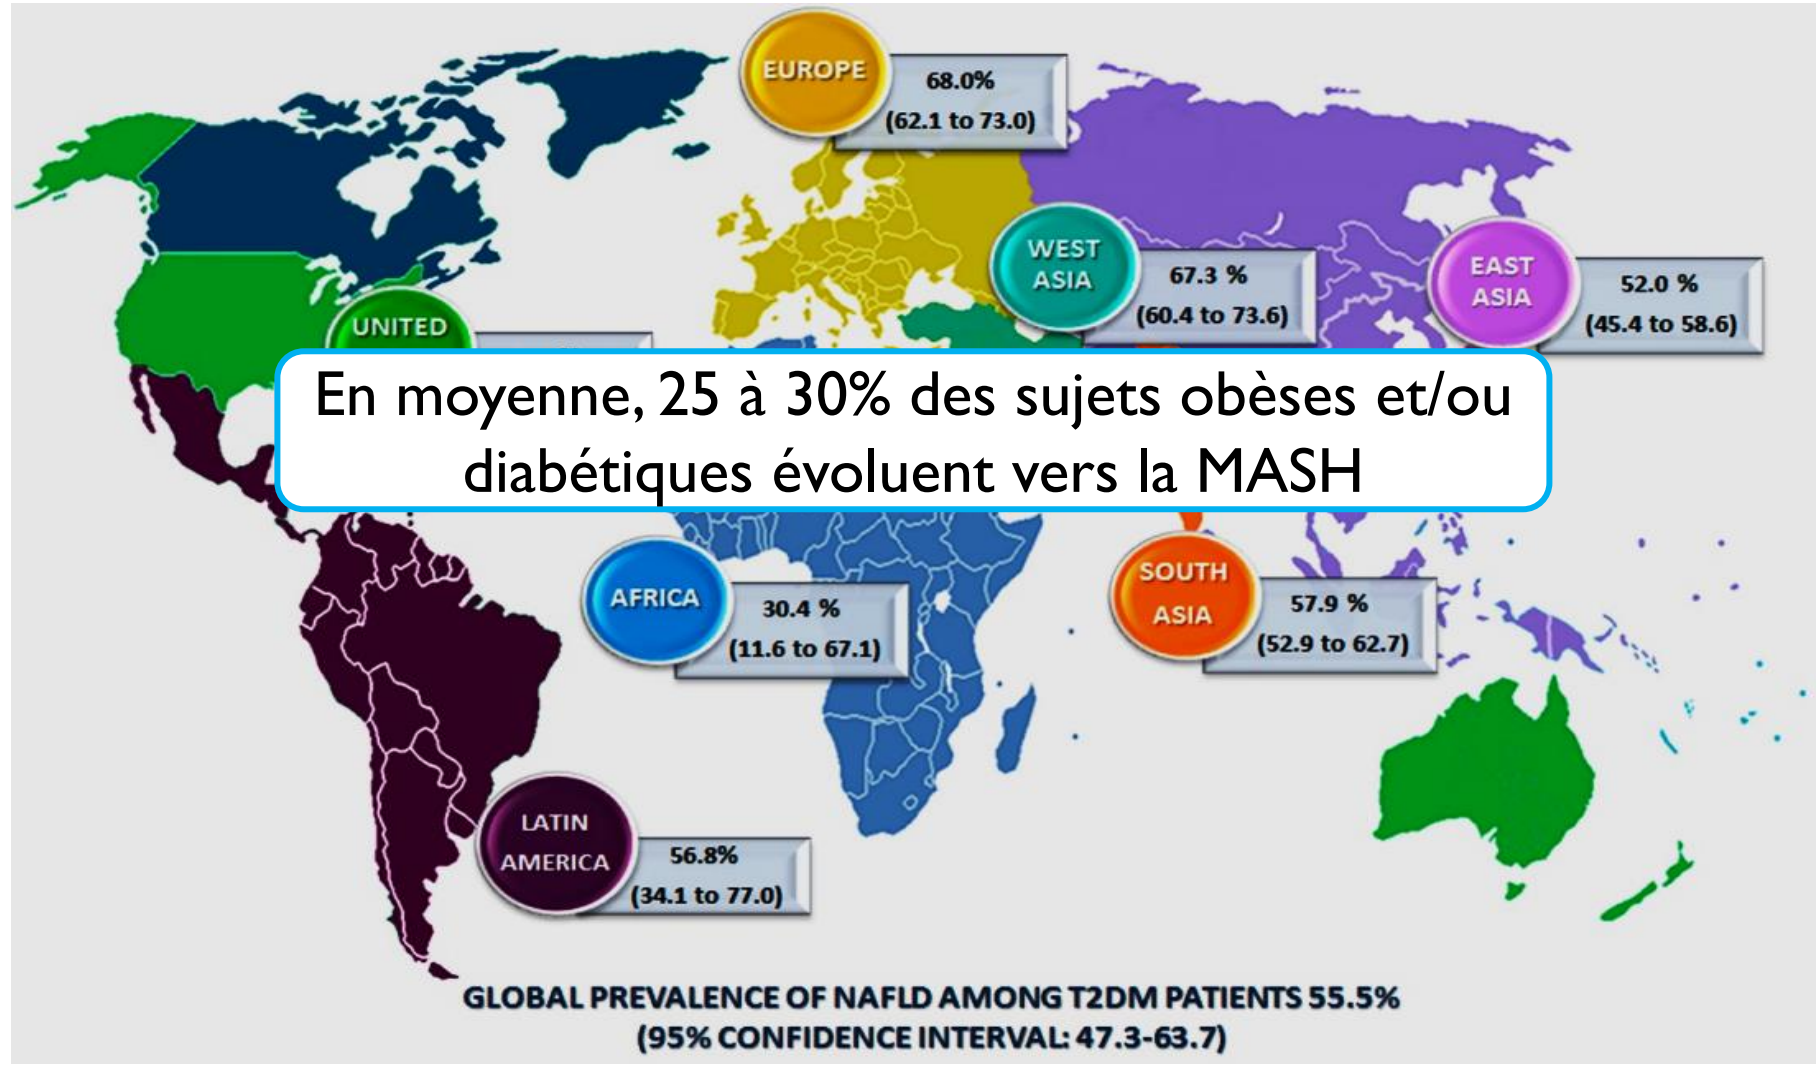 EUROPE
68.0%
(62.1 to 73.0)
WEST
ASIA
67.3 %
(60.4 to 73.6)
EAST
ASIA
52.0 %
(45.4 to 58.6)
UNITED
En moyenne, 25 à 30% des sujets obèses et/ou
diabétiques évoluent vers la MASH
AFRICA
30.4 %
(11.6 to 67.1)
SOUTH
ASIA
57.9 %
(52.9 to 62.7)
LATIN
AMERICA
56.8%
(34.1 to 77.0)
GLOBAL PREVALENCE OF NAFLD AMONG T2DM PATIENTS 55.5%
(95% CONFIDENCE INTERVAL: 47.3-63.7)